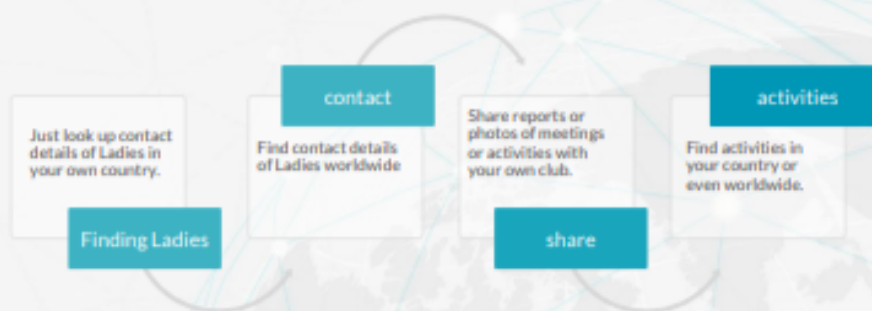 Just look up contact
details of Ladies in
your own country.
Finding Ladies
contact
Find contact details
of Ladies worldwide
Share reports or
photos of meetings
or activities with
your own club.
share
activities
Find activities in
your country or
even worldwide.